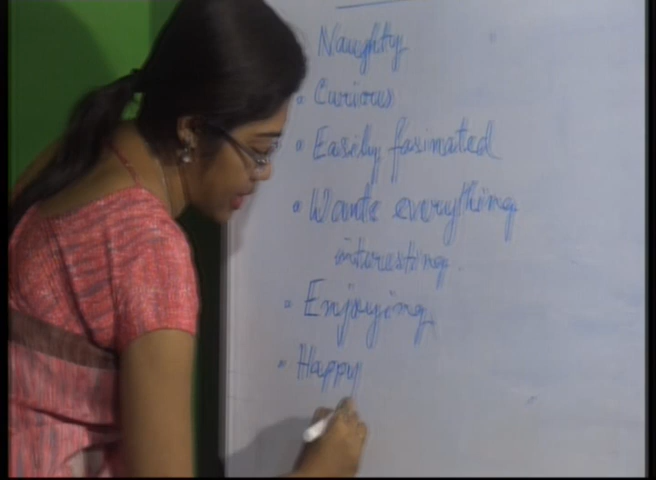 Naughty
• Curious
• Easily fasinated
• Wants everything
interesting.
• Enjoying
• Happy